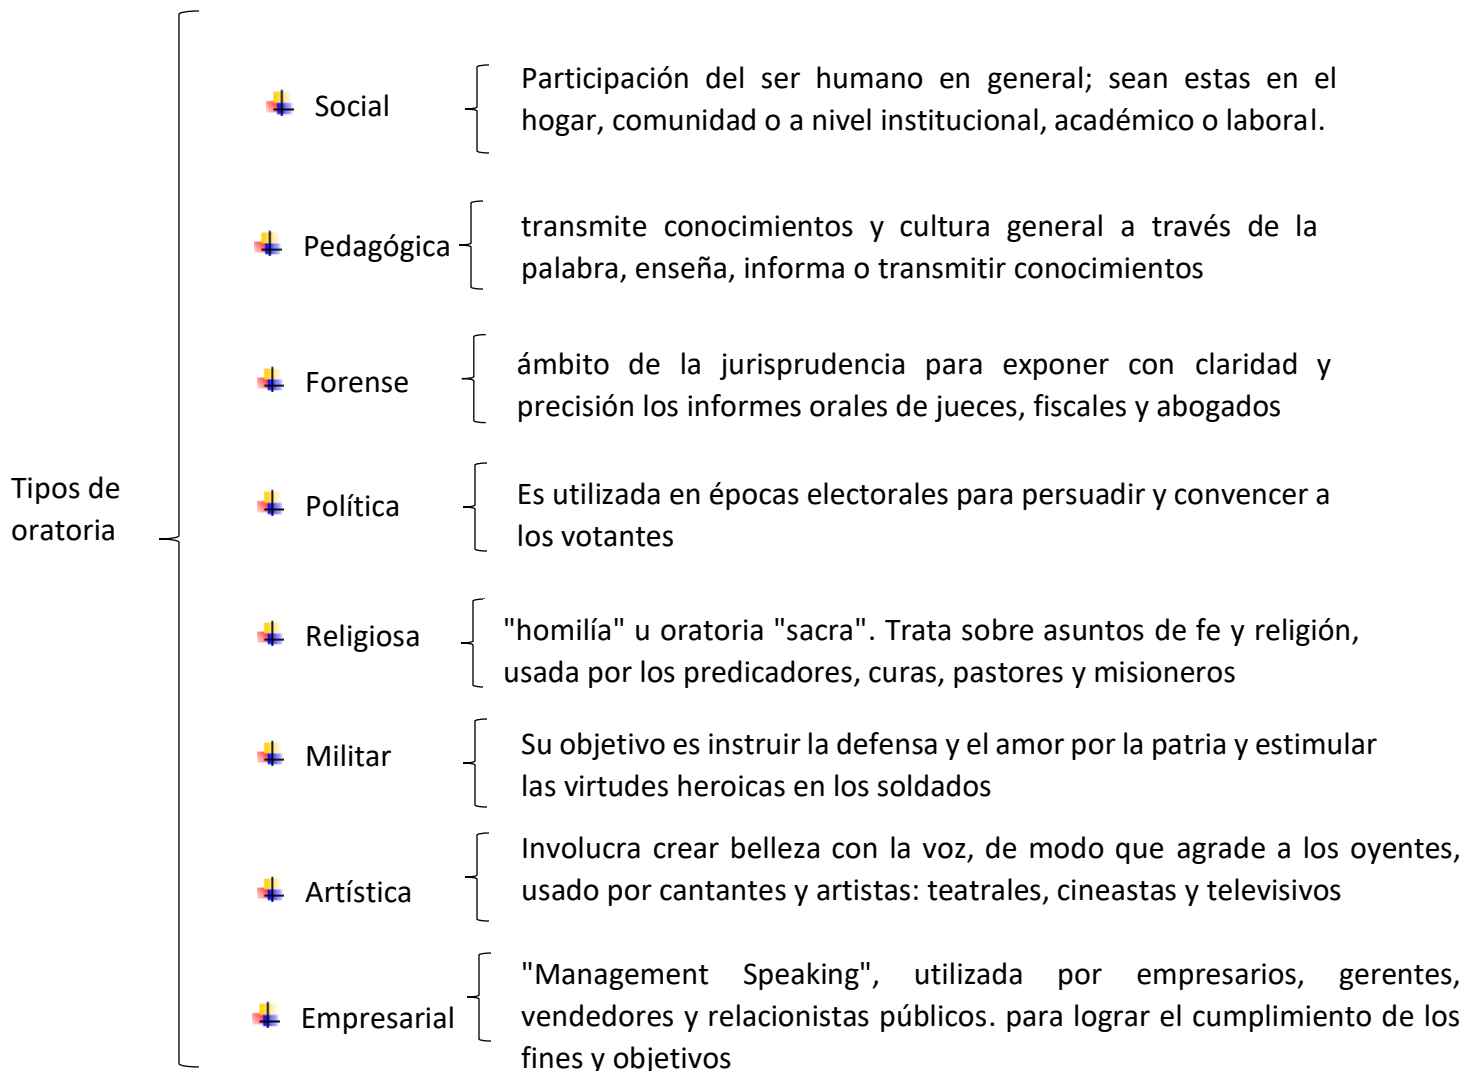 Social
Participación del ser humano en general; sean estas en el
hogar, comunidad o a nivel institucional, académico o laboral.
Pedagógica
transmite conocimientos y cultura general a través de la
palabra, enseña, informa o transmitir conocimientos
Forense
ámbito de la jurisprudencia para exponer con claridad y
precisión los informes orales de jueces, fiscales y abogados
Tipos de
oratoria
Política
Es utilizada en épocas electorales para persuadir y convencer a
los votantes
Religiosa
"homilía" u oratoria "sacra". Trata sobre asuntos de fe y religión,
usada por los predicadores, curas, pastores y misioneros
Militar
Su objetivo es instruir la defensa y el amor por la patria y estimular
las virtudes heroicas en los soldados
Artística
Involucra crear belleza con la voz, de modo que agrade a los oyentes,
usado por cantantes y artistas: teatrales, cineastas y televisivos
Empresarial
"Management Speaking", utilizada por empresarios, gerentes,
vendedores y relacionistas públicos. para lograr el cumplimiento de los
fines y objetivos